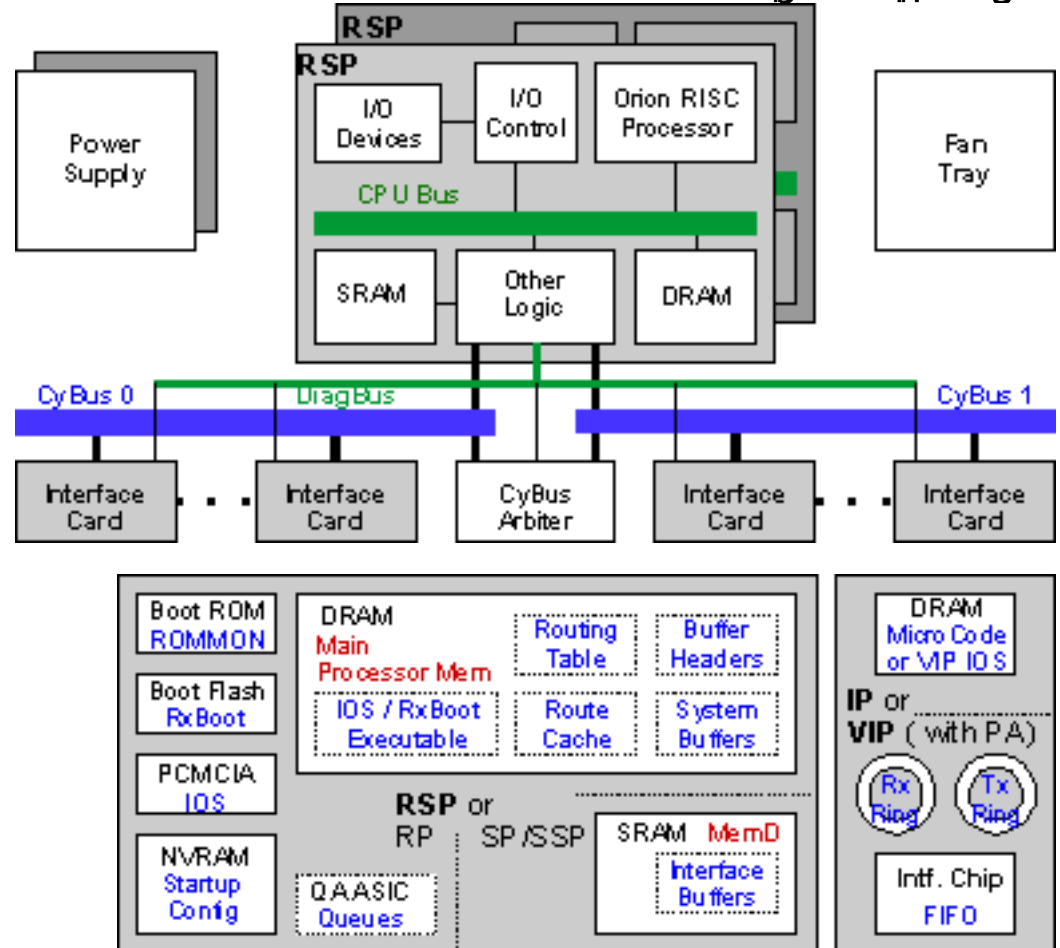 RSP
RSP
I/O
Devices
I/O
Control
Orion RISC
Processor
Power
Supply
Fan
Tray
CPU Bus
SRAM
Other
Logic
DRAM
CyBus 0
DiagBus
CyBus 1
Interface
Card
. . .
Interface
Card
CyBus
Arbiter
Interface
Card
. . .
Interface
Card
Boot ROM
ROMMON
Boot Flash
RxBoot
PCMCIA
IOS
NVRAM
Startup
Config
DRAM
Main
Processor Mem
IOS / RxBoot
Executable
Routing
Table
Buffer
Headers
Route
Cache
System
Buffers
RSP or
RP
SP/SSP
QAASIC
Queues
SRAM MemD
Interface
Buffers
DRAM
Micro Code
or VIP IOS
IP or
VIP ( with PA)
Rx
Ring
Tx
Ring
Intf. Chip
FIFO